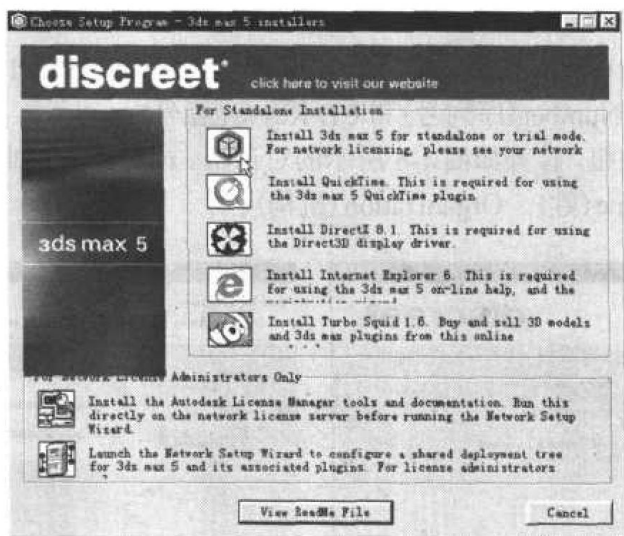 Choose Setup Program - 3ds max 5 installers
discreet
click here to visit our website
3ds max 5
For Standalone Installation
Install 3ds max 5 for standalone or trial mode.
For network licensing, please see your network
Install QuickTime. This is required for using
the 3ds max 5 QuickTime plugin
Install DirectX 8.1. This is required for using
the Direct3D display driver.
Install Internet Explorer 6. This is required
for using the 3ds max 5 on-line help, and the
Install Turbo Squid 1.6. Buy and sell 3D models
and 3ds max plugins from this online
For Network License Administrators Only
Install the Autodesk License Manager tools and documentation. Run this
directly on the network license server before running the Network Setup
Wizard.
Launch the Network Setup Wizard to configure a shared deployment tree
for 3ds max 5 and its associated plugins. For license administrators
View ReadMe File
Cancel